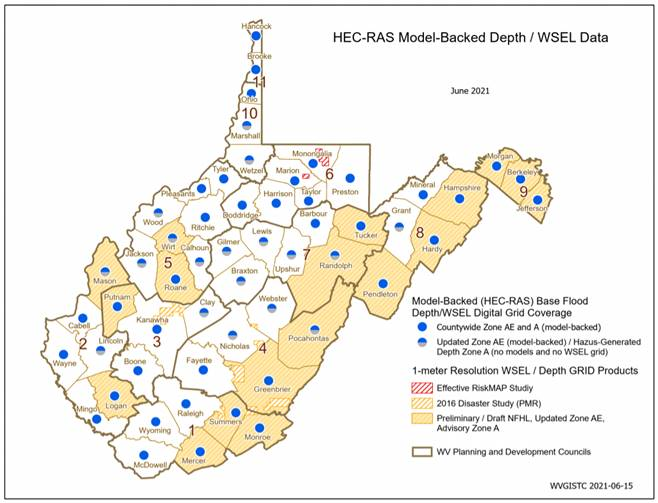 HEC-RAS Model-Backed Depth / WSEL Data
June 2021
Hancock
Brooke
11
Ohio
10
Marshall
Wetzel
Monongalia
Marion
6
Preston
Taylor
Tyler
Pleasants
Harrison
Doddridge
Ritchie
Wood
Barbour
Tucker
Mineral
Hampshire
Morgan
Berkeley
9
Jefferson
Grant
8
Hardy
Wirt
Calhoun
Gilmer
Lewis
7
Upshur
Randolph
Jackson
5
Roane
Braxton
Pendleton
Mason
Putnam
Clay
Webster
Pocahontas
Cabell
2
Lincoln
Kanawha
3
Nicholas
4
Wayne
Boone
Fayette
Greenbrier
Logan
Mingo
Raleigh
1
Summers
Wyoming
Monroe
McDowell
Mercer
Model-Backed (HEC-RAS) Base Flood
Depth/WSEL Digital Grid Coverage
Countywide Zone AE and A (model-backed)
Updated Zone AE (model-backed) / Hazus-Generated
Depth Zone A (no models and no WSEL grid)
1-meter Resolution WSEL / Depth GRID Products
Effective RiskMAP Study
2016 Disaster Study (PMR)
Preliminary / Draft NFHL, Updated Zone AE,
Advisory Zone A
WV Planning and Development Councils
WVGISTC 2021-06-15